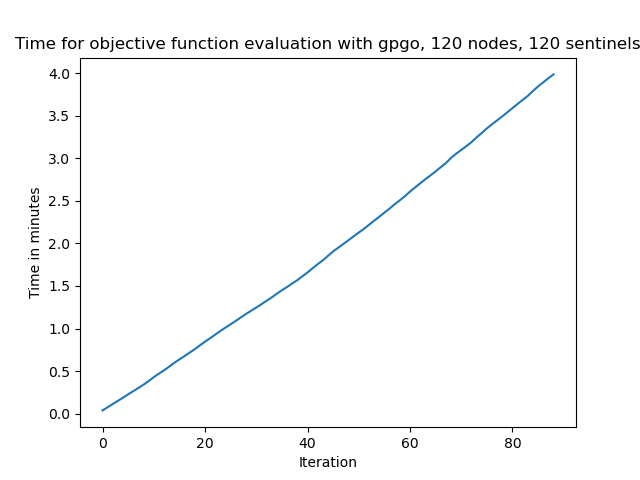 Time for objective function evaluation with gpgo, 120 nodes, 120 sentinels
4.0
3.5
3.0
2.5
2.0
1.5
1.0
0.5
0.0
Time in minutes
0 20 40 60 80
Iteration